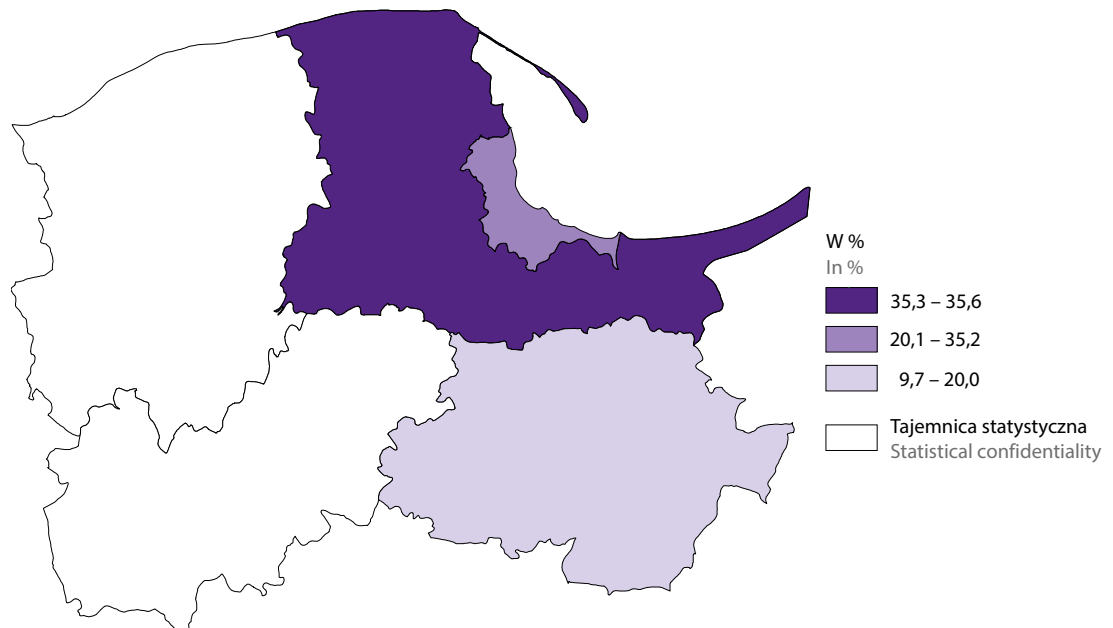 W %
In %
35,3 – 35,6
20,1 – 35,2
9,7 – 20,0
Tajemnica statystyczna
Statistical confidentiality